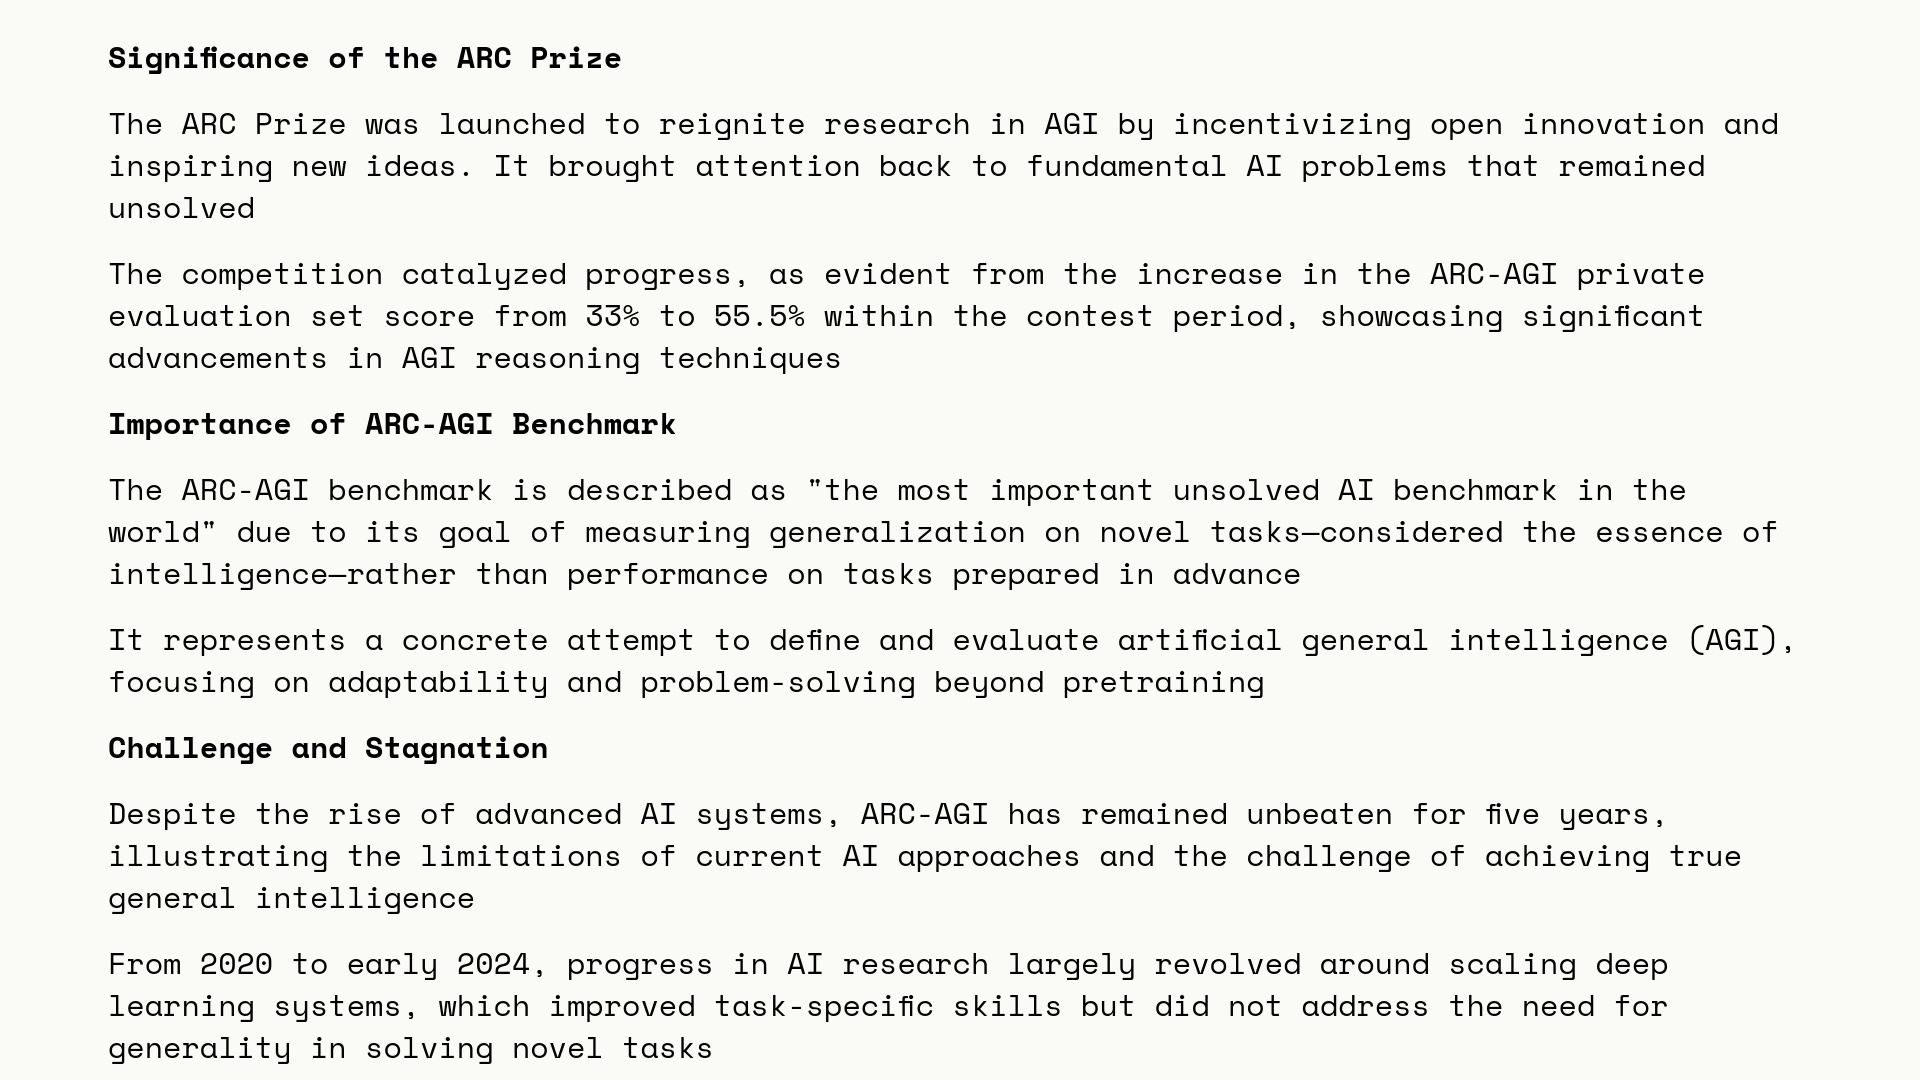 Significance of the ARC Prize
The ARC Prize was launched to reignite research in AGI by incentivizing open innovation and
inspiring new ideas. It brought attention back to fundamental AI problems that remained
unsolved
The competition catalyzed progress, as evident from the increase in the ARC-AGI private
evaluation set score from 33% to 55.5% within the contest period, showcasing significant
advancements in AGI reasoning techniques
Importance of ARC-AGI Benchmark
The ARC-AGI benchmark is described as "the most important unsolved AI benchmark in the
world" due to its goal of measuring generalization on novel tasks—considered the essence of
intelligence—rather than performance on tasks prepared in advance
It represents a concrete attempt to define and evaluate artificial general intelligence (AGI),
focusing on adaptability and problem-solving beyond pretraining
Challenge and Stagnation
Despite the rise of advanced AI systems, ARC-AGI has remained unbeaten for five years,
illustrating the limitations of current AI approaches and the challenge of achieving true
general intelligence
From 2020 to early 2024, progress in AI research largely revolved around scaling deep
learning systems, which improved task-specific skills but did not address the need for
generality in solving novel tasks